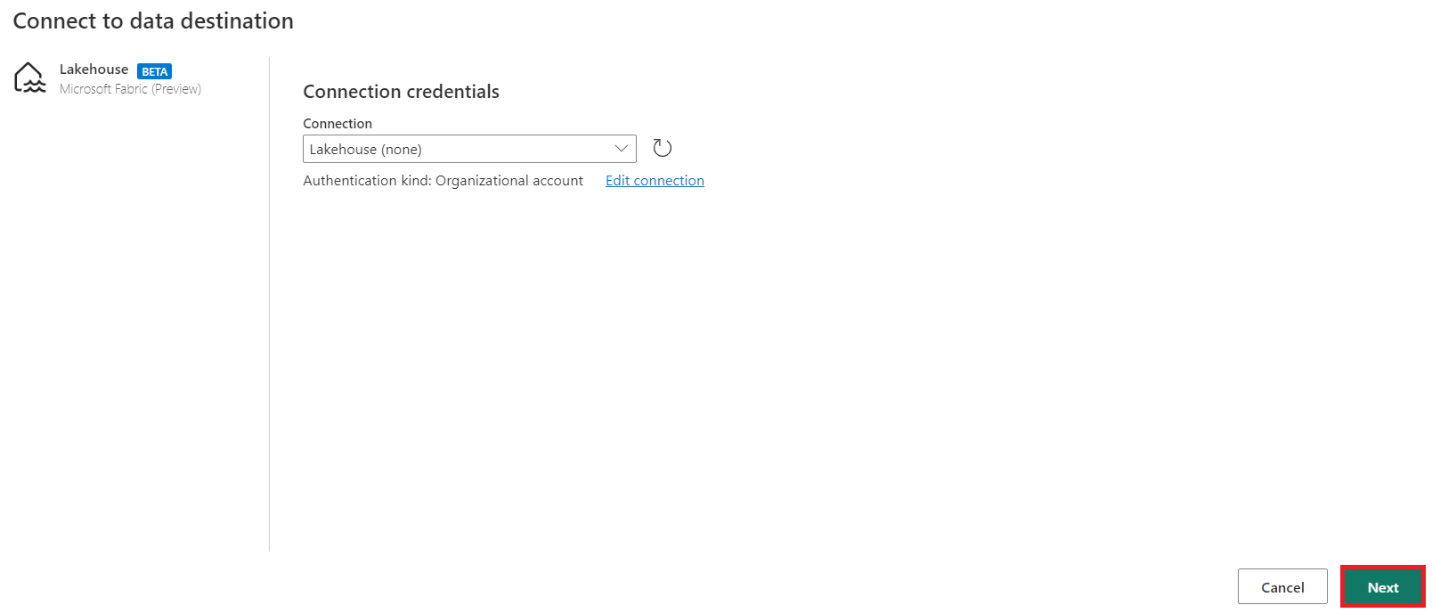 Connect to data destination
Lakehouse BETA
Microsoft Fabric (Preview)
Connection credentials
Connection
Lakehouse (none)
Authentication kind: Organizational account Edit connection
Cancel Next